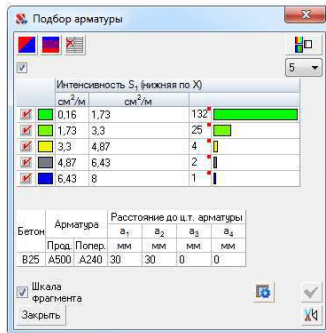 Подбор арматуры
5
Интенсивность S₁ (нижняя по X)
см²/м см²/м
0,16 1,73 132
1,73 3,3 25
3,3 4,87 4
4,87 6,43 2
6,43 8 1
Бетон Арматура Расстояние до ц.т. арматуры
a₁ a₂ a₃ a₄
Прод. Попер. мм мм мм мм
B25 A500 A240 30 30 0 0
Шкала
фрагмента
Закрыть